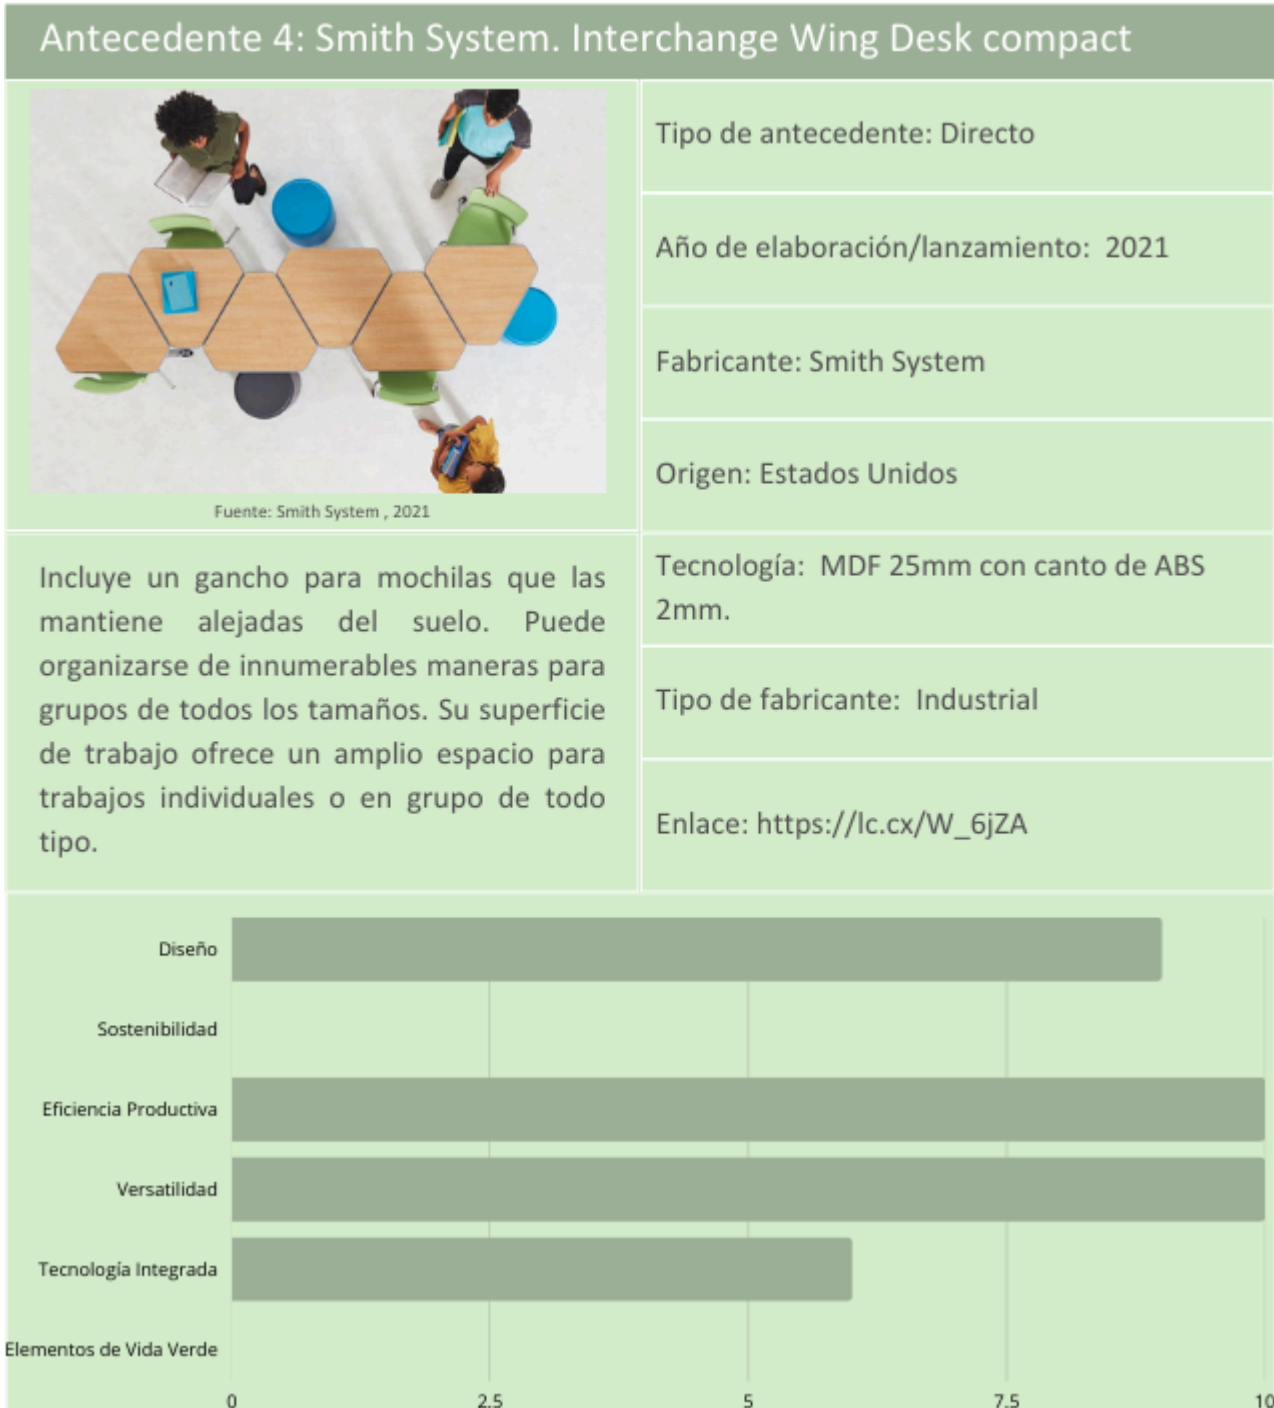 Antecedente 4: Smith System. Interchange Wing Desk compact
Fuente: Smith System , 2021
Incluye un gancho para mochilas que las
mantiene alejadas del suelo. Puede
organizarse de innumerables maneras para
grupos de todos los tamaños. Su superficie
de trabajo ofrece un amplio espacio para
trabajos individuales o en grupo de todo
tipo.
Tipo de antecedente: Directo
Año de elaboración/lanzamiento:  2021
Fabricante: Smith System
Origen: Estados Unidos
Tecnología:  MDF 25mm con canto de ABS
2mm.
Tipo de fabricante:  Industrial
Enlace: https://lc.cx/W_6jZA
Diseño
Sostenibilidad
Eficiencia Productiva
Versatilidad
Tecnología Integrada
Elementos de Vida Verde
0 2.5 5 7.5 10